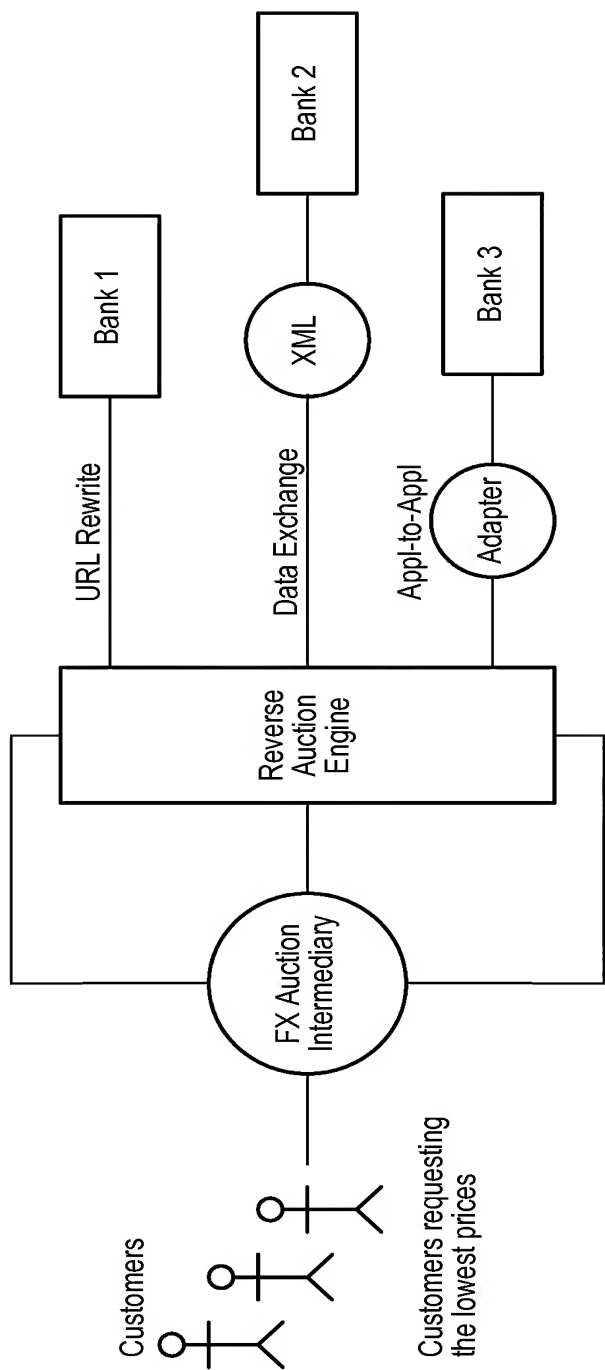 Customers
Customers requesting
the lowest prices
FX Auction
Intermediary
Reverse
Auction
Engine
URL Rewrite
Bank 1
Data Exchange
XML
Bank 2
Appl-to-Appl
Adapter
Bank 3